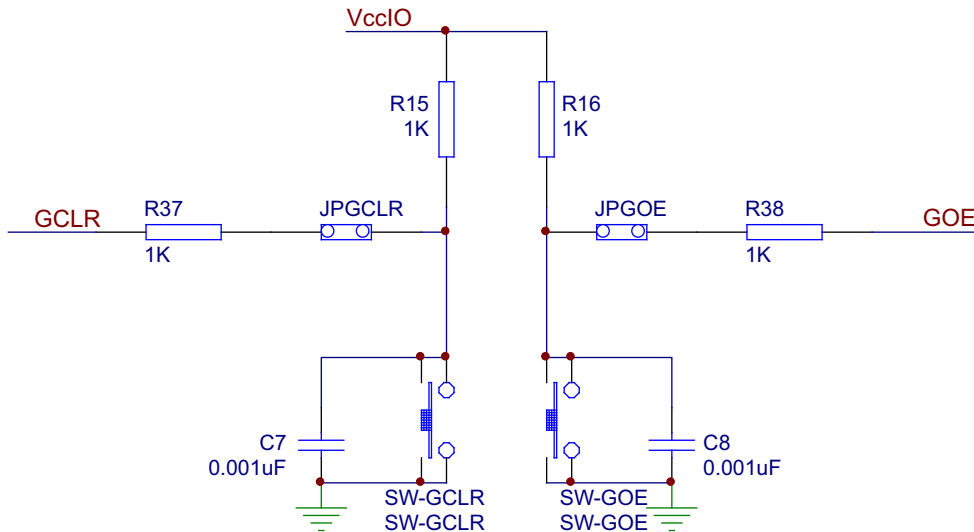 VccIO
R15
1K
R16
1K
GCLR
R37
1K
JPGCLR
JPGOE
R38
1K
GOE
C7
0.001uF
SW-GCLR
SW-GCLR
SW-GOE
SW-GOE
C8
0.001uF